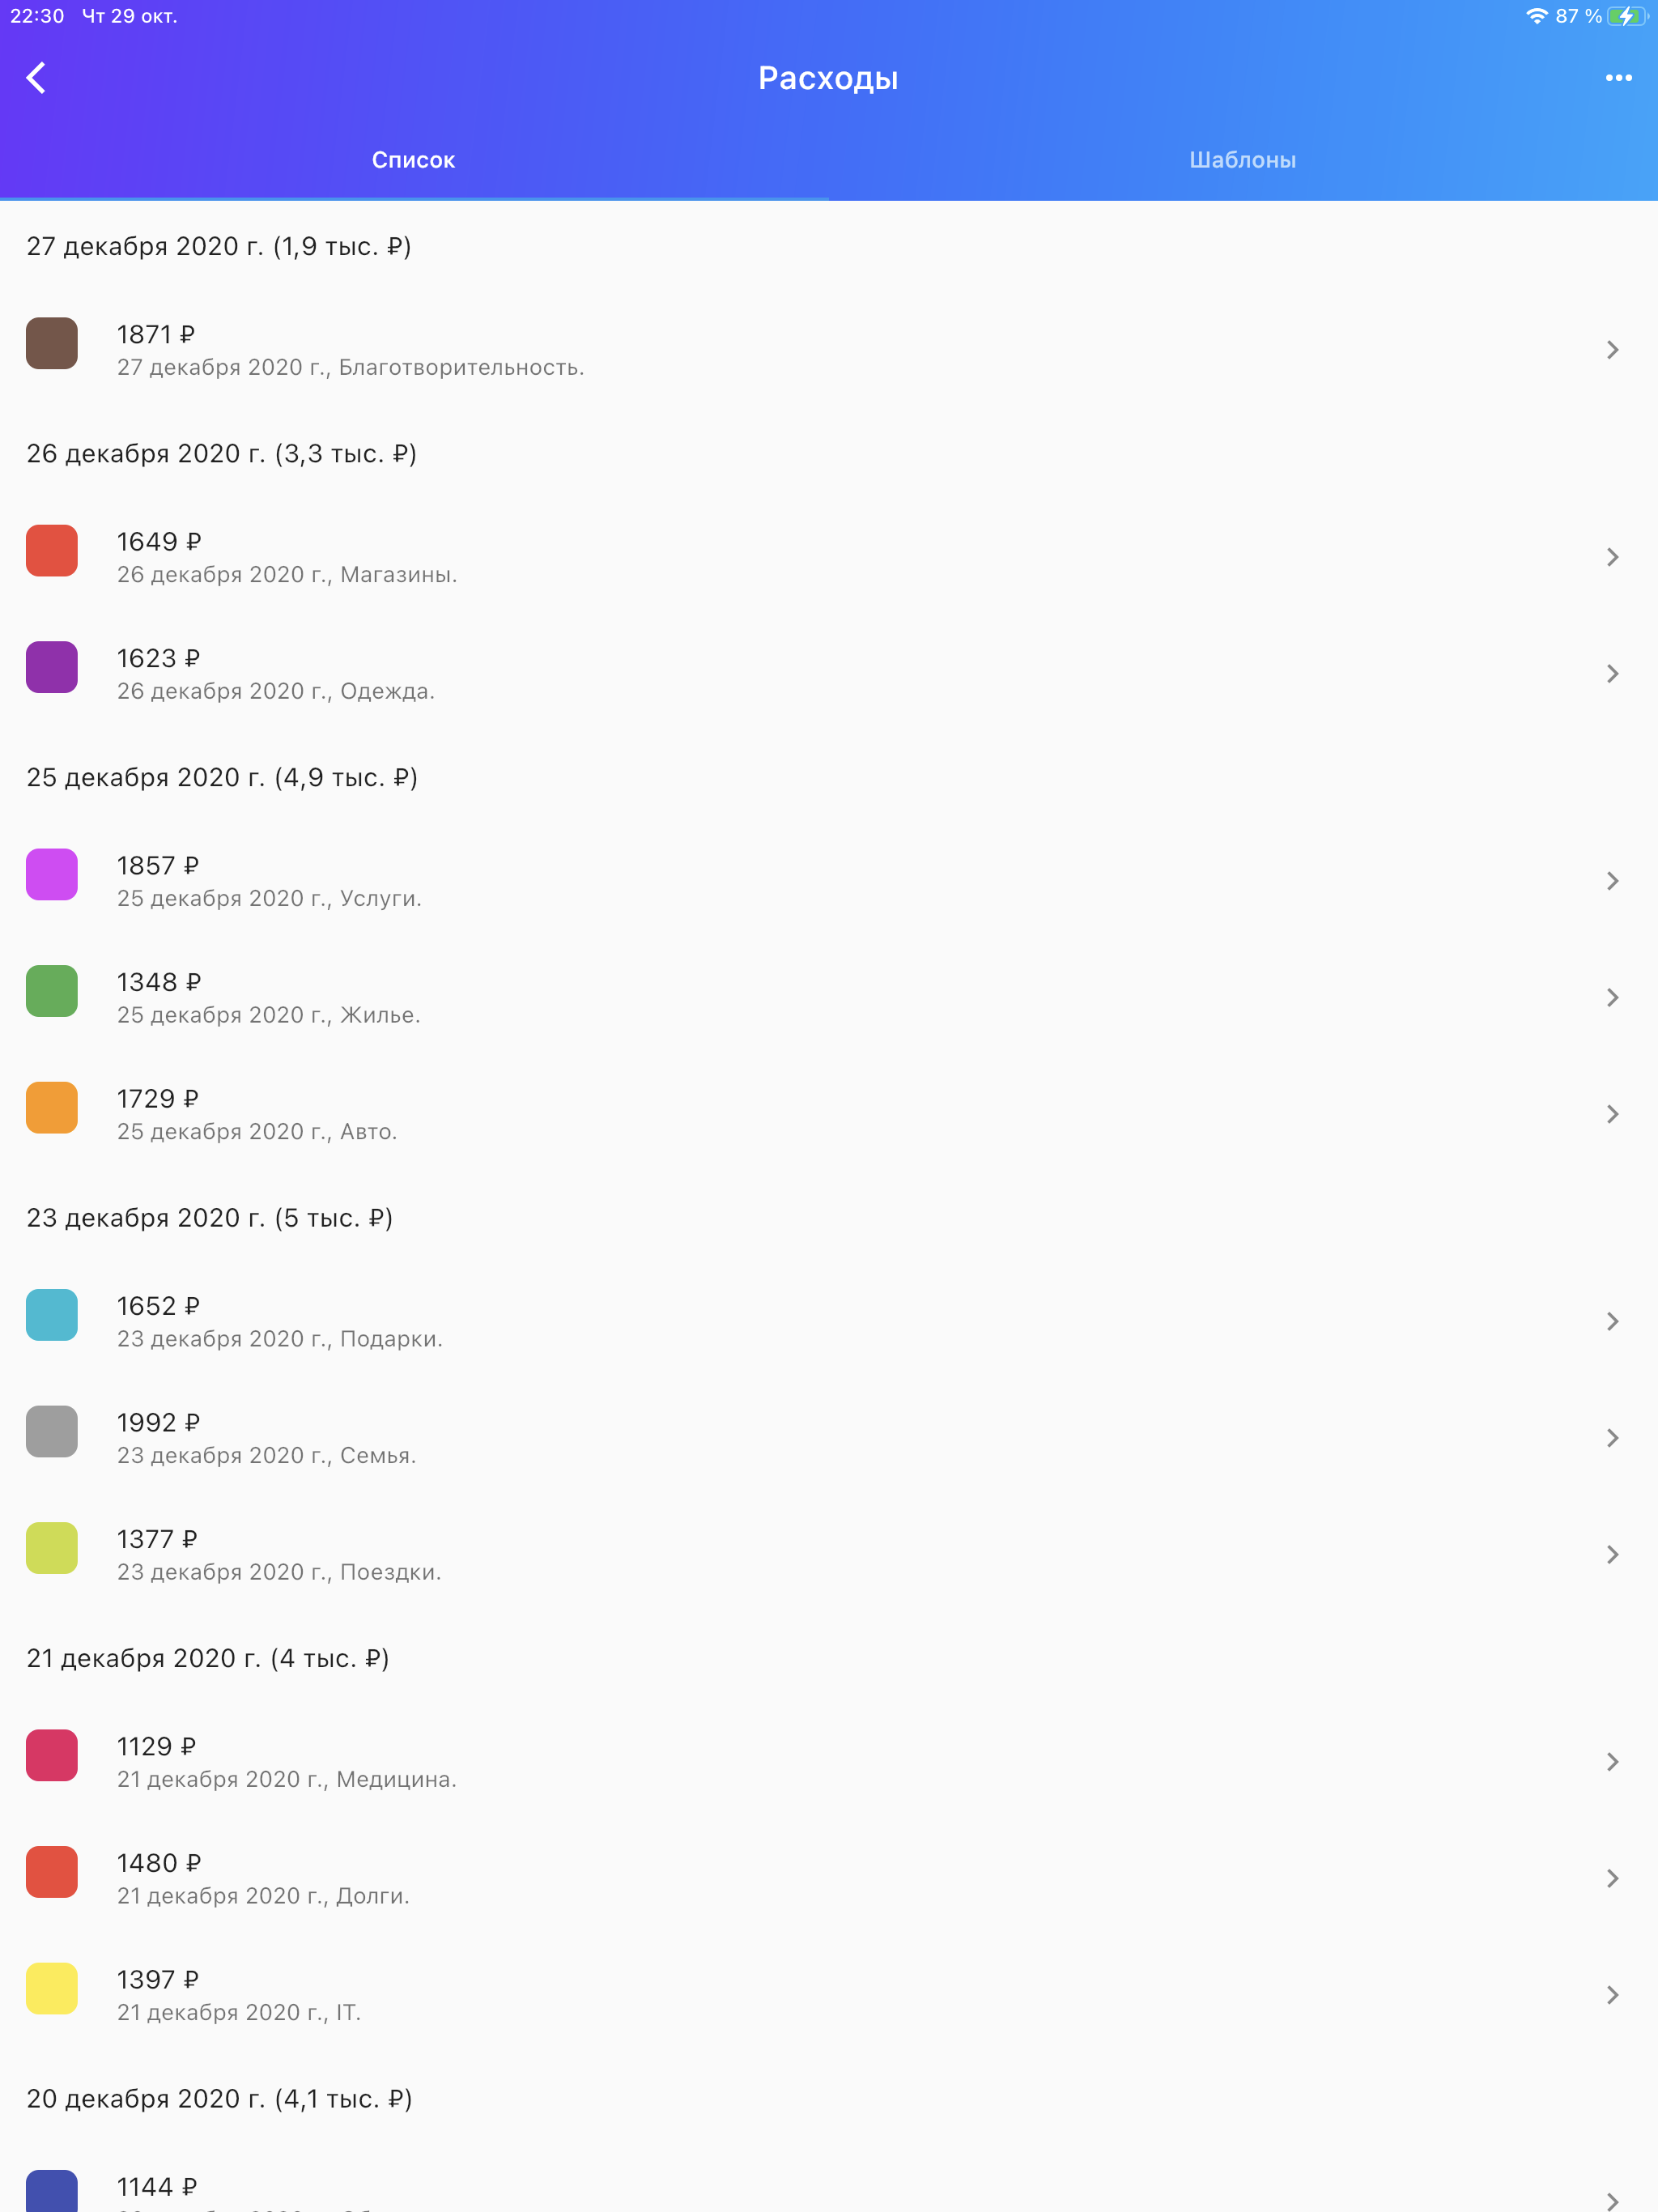 22:30 Чт 29 окт. 87 %
Расходы
Список Шаблоны
27 декабря 2020 г. (1,9 тыс. ₽)
1871 ₽
27 декабря 2020 г., Благотворительность.
26 декабря 2020 г. (3,3 тыс. ₽)
1649 ₽
26 декабря 2020 г., Магазины.
1623 ₽
26 декабря 2020 г., Одежда.
25 декабря 2020 г. (4,9 тыс. ₽)
1857 ₽
25 декабря 2020 г., Услуги.
1348 ₽
25 декабря 2020 г., Жилье.
1729 ₽
25 декабря 2020 г., Авто.
23 декабря 2020 г. (5 тыс. ₽)
1652 ₽
23 декабря 2020 г., Подарки.
1992 ₽
23 декабря 2020 г., Семья.
1377 ₽
23 декабря 2020 г., Поездки.
21 декабря 2020 г. (4 тыс. ₽)
1129 ₽
21 декабря 2020 г., Медицина.
1480 ₽
21 декабря 2020 г., Долги.
1397 ₽
21 декабря 2020 г., IT.
20 декабря 2020 г. (4,1 тыс. ₽)
1144 ₽